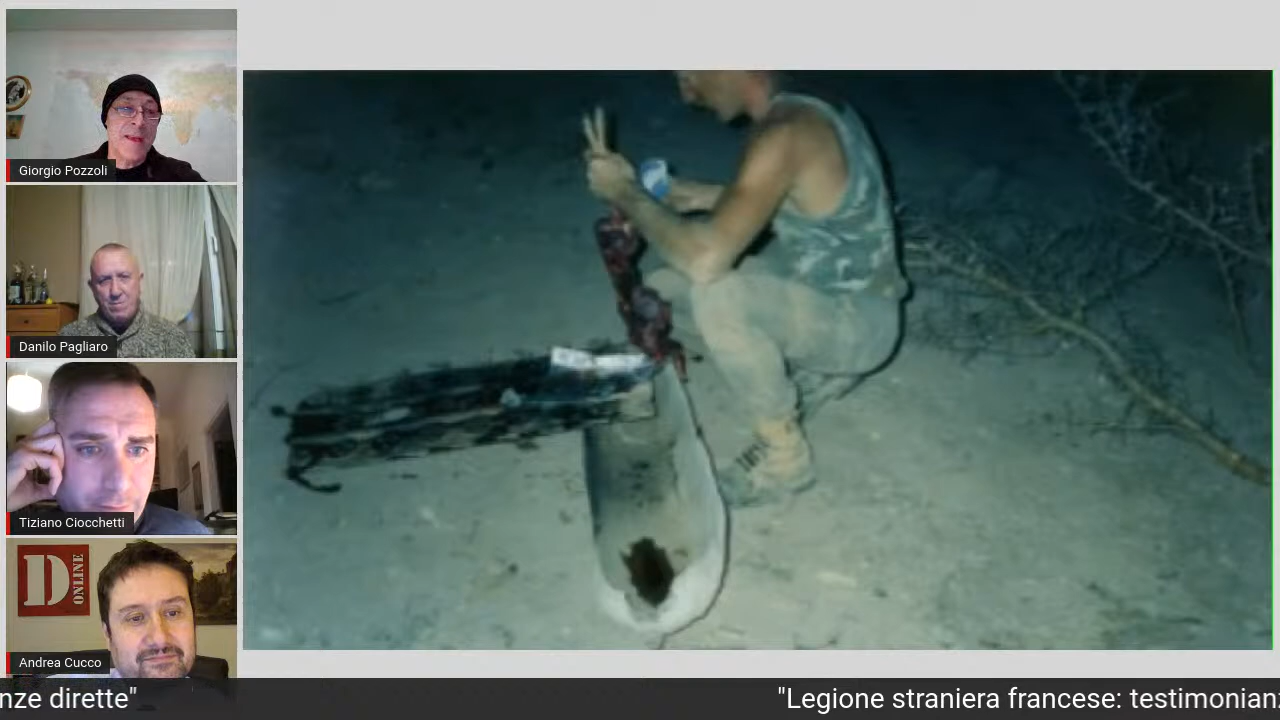 Giorgio Pozzoli
Danilo Pagliaro
Tiziano Ciocchetti
D
ONLINE
Andrea Cucco
nze dirette"
"Legione straniera francese: testimonian